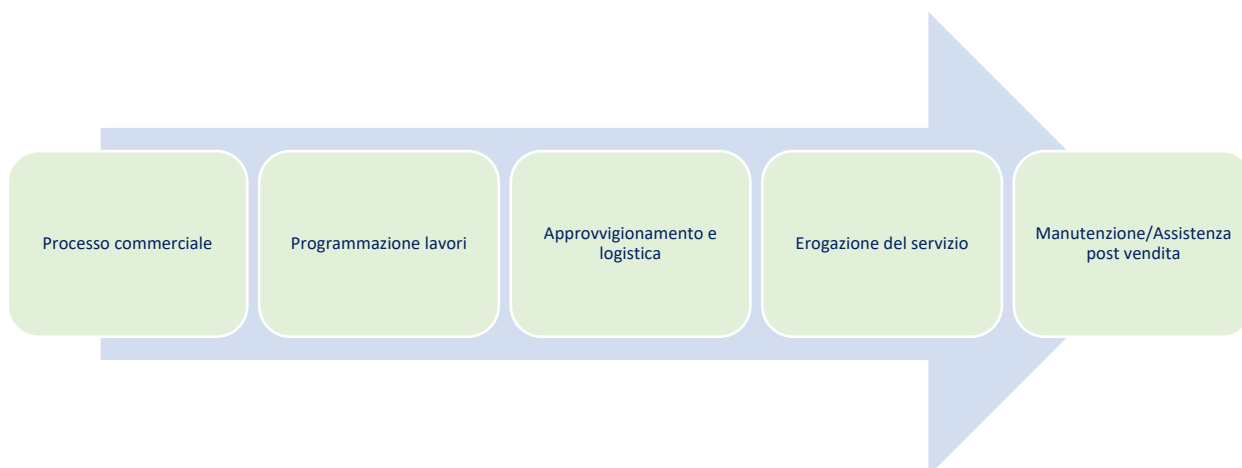 Processo commerciale
Programmazione lavori
Approvvigionamento e
logistica
Erogazione del servizio
Manutenzione/Assistenza
post vendita